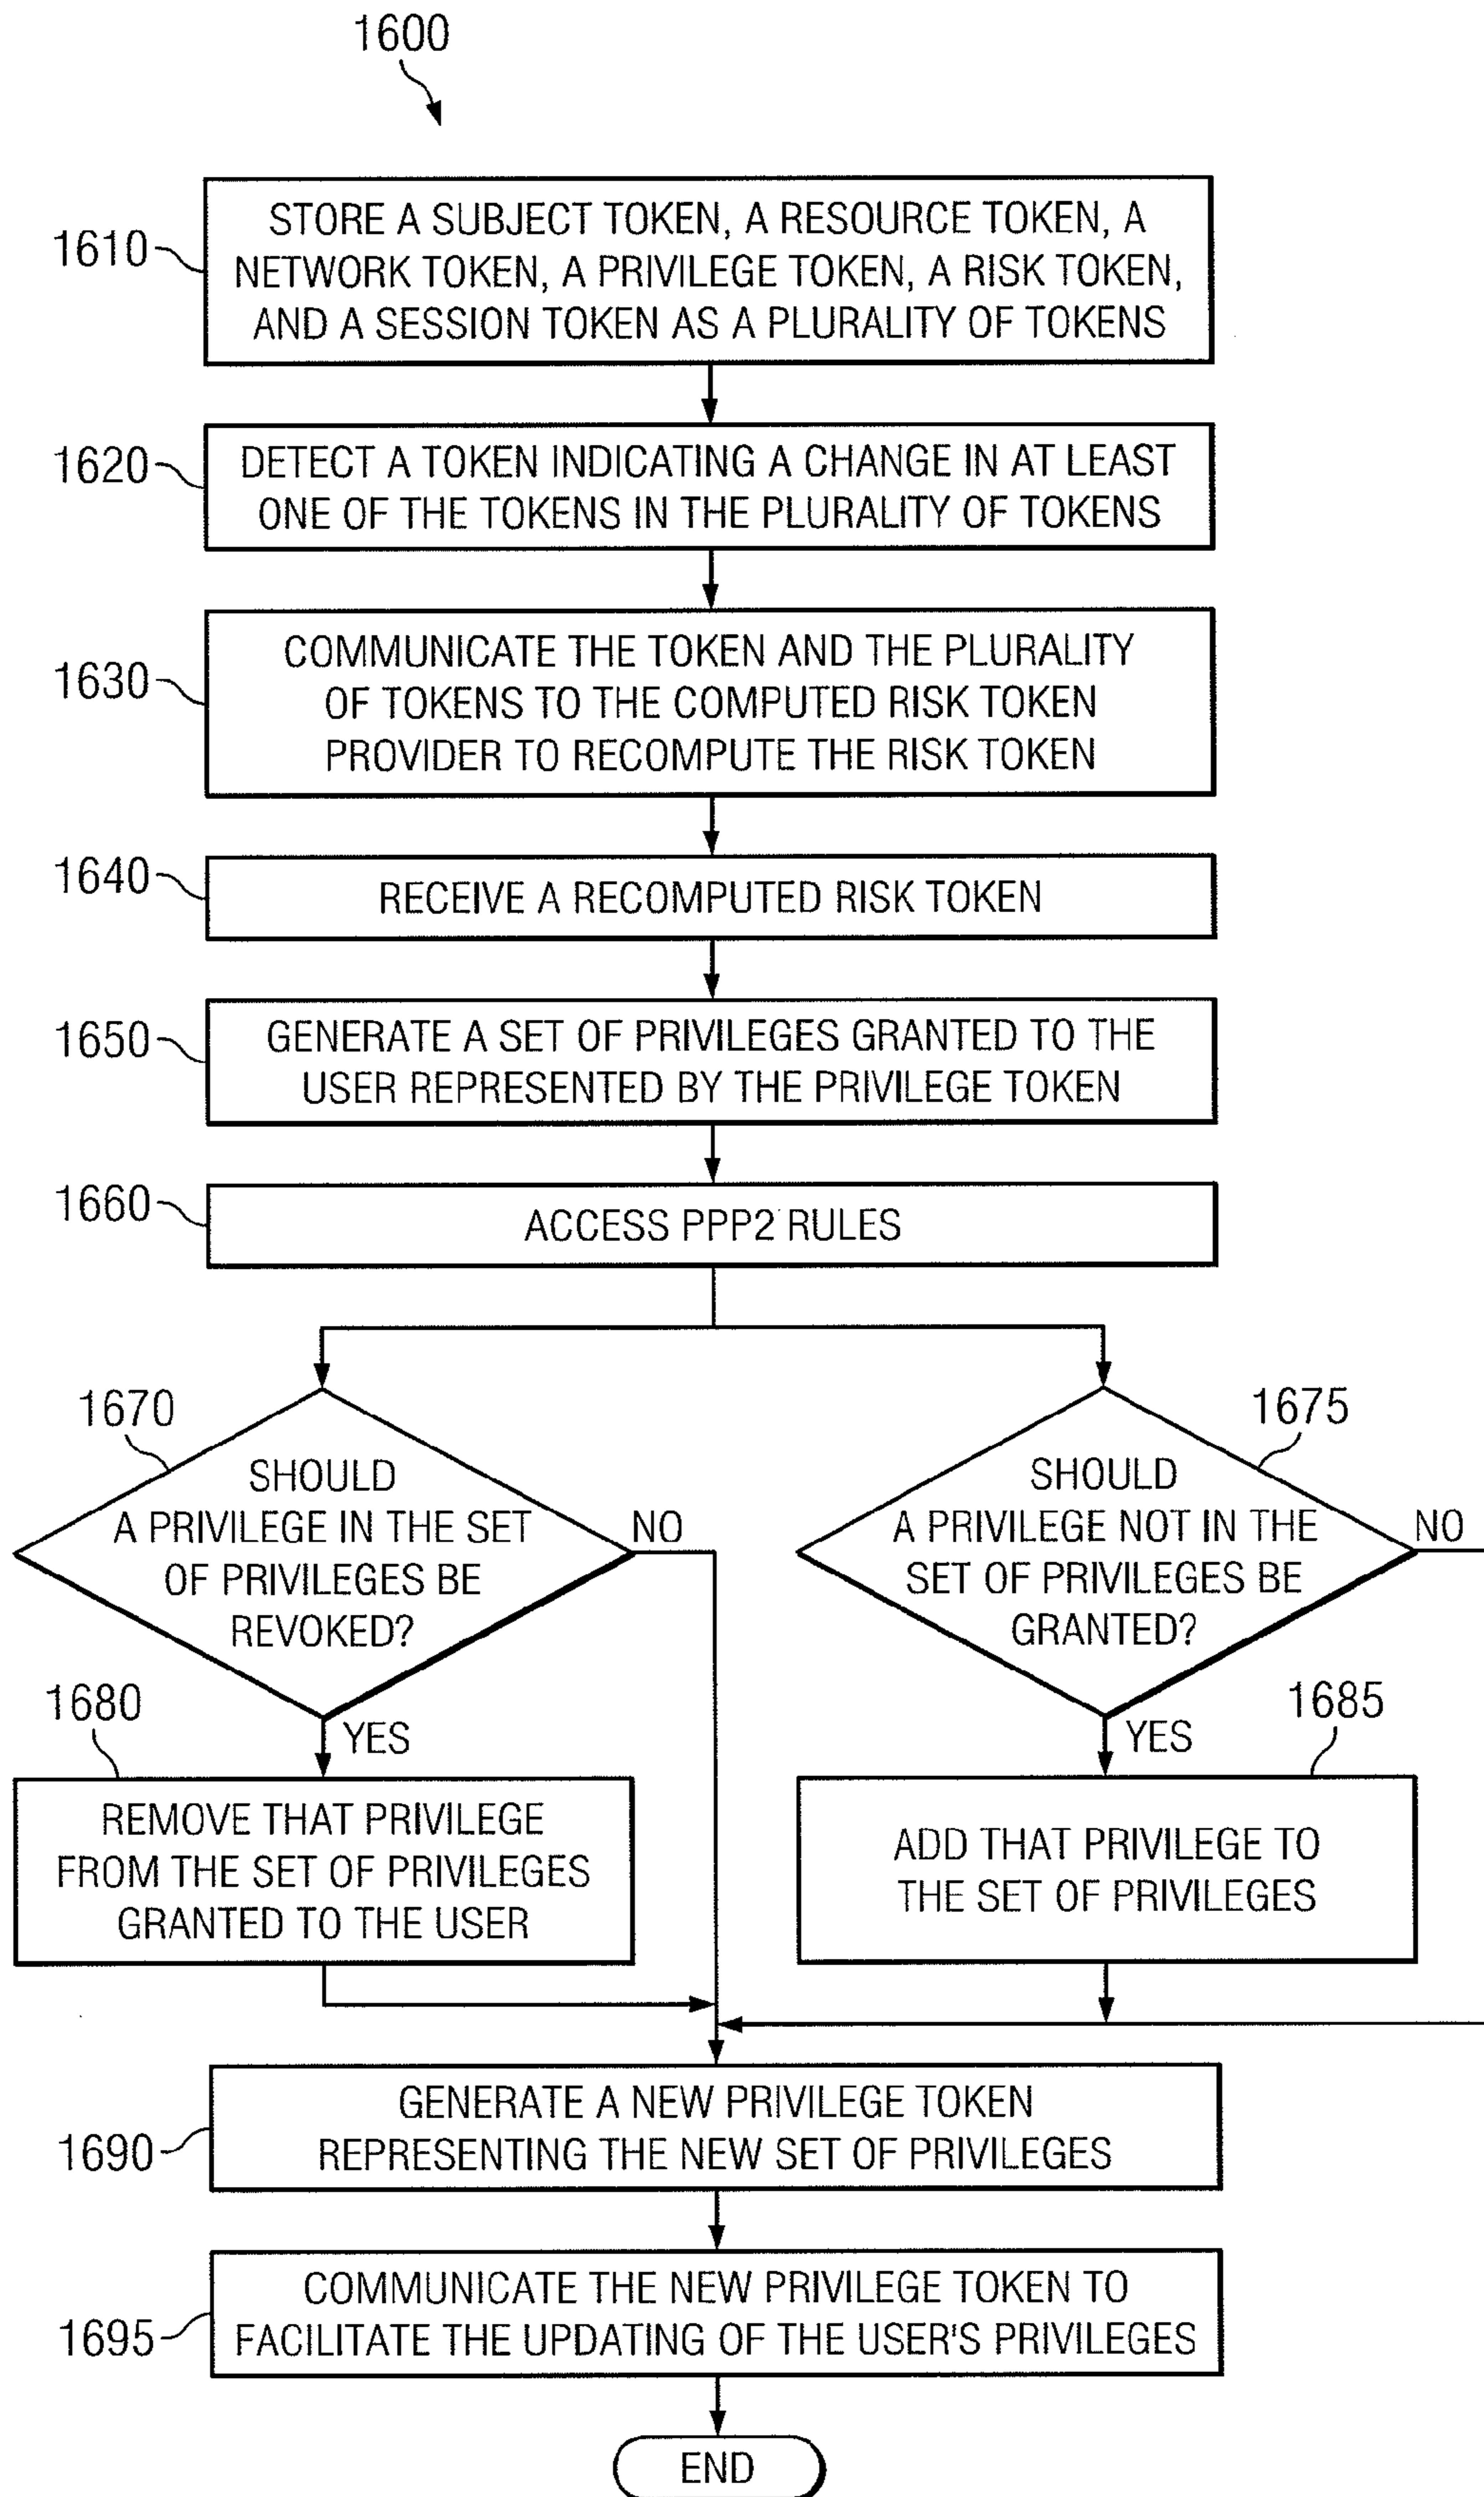 1600
1610
STORE A SUBJECT TOKEN, A RESOURCE TOKEN, A
NETWORK TOKEN, A PRIVILEGE TOKEN, A RISK TOKEN,
AND A SESSION TOKEN AS A PLURALITY OF TOKENS
1620
DETECT A TOKEN INDICATING A CHANGE IN AT LEAST
ONE OF THE TOKENS IN THE PLURALITY OF TOKENS
1630
COMMUNICATE THE TOKEN AND THE PLURALITY
OF TOKENS TO THE COMPUTED RISK TOKEN
PROVIDER TO RECOMPUTE THE RISK TOKEN
1640
RECEIVE A RECOMPUTED RISK TOKEN
1650
GENERATE A SET OF PRIVILEGES GRANTED TO THE
USER REPRESENTED BY THE PRIVILEGE TOKEN
1660
ACCESS PPP2 RULES
1670
SHOULD
A PRIVILEGE IN THE SET
OF PRIVILEGES BE
REVOKED?
NO
YES
1675
SHOULD
A PRIVILEGE NOT IN THE
SET OF PRIVILEGES BE
GRANTED?
NO
YES
1680
REMOVE THAT PRIVILEGE
FROM THE SET OF PRIVILEGES
GRANTED TO THE USER
1685
ADD THAT PRIVILEGE TO
THE SET OF PRIVILEGES
1690
GENERATE A NEW PRIVILEGE TOKEN
REPRESENTING THE NEW SET OF PRIVILEGES
1695
COMMUNICATE THE NEW PRIVILEGE TOKEN TO
FACILITATE THE UPDATING OF THE USER'S PRIVILEGES
END